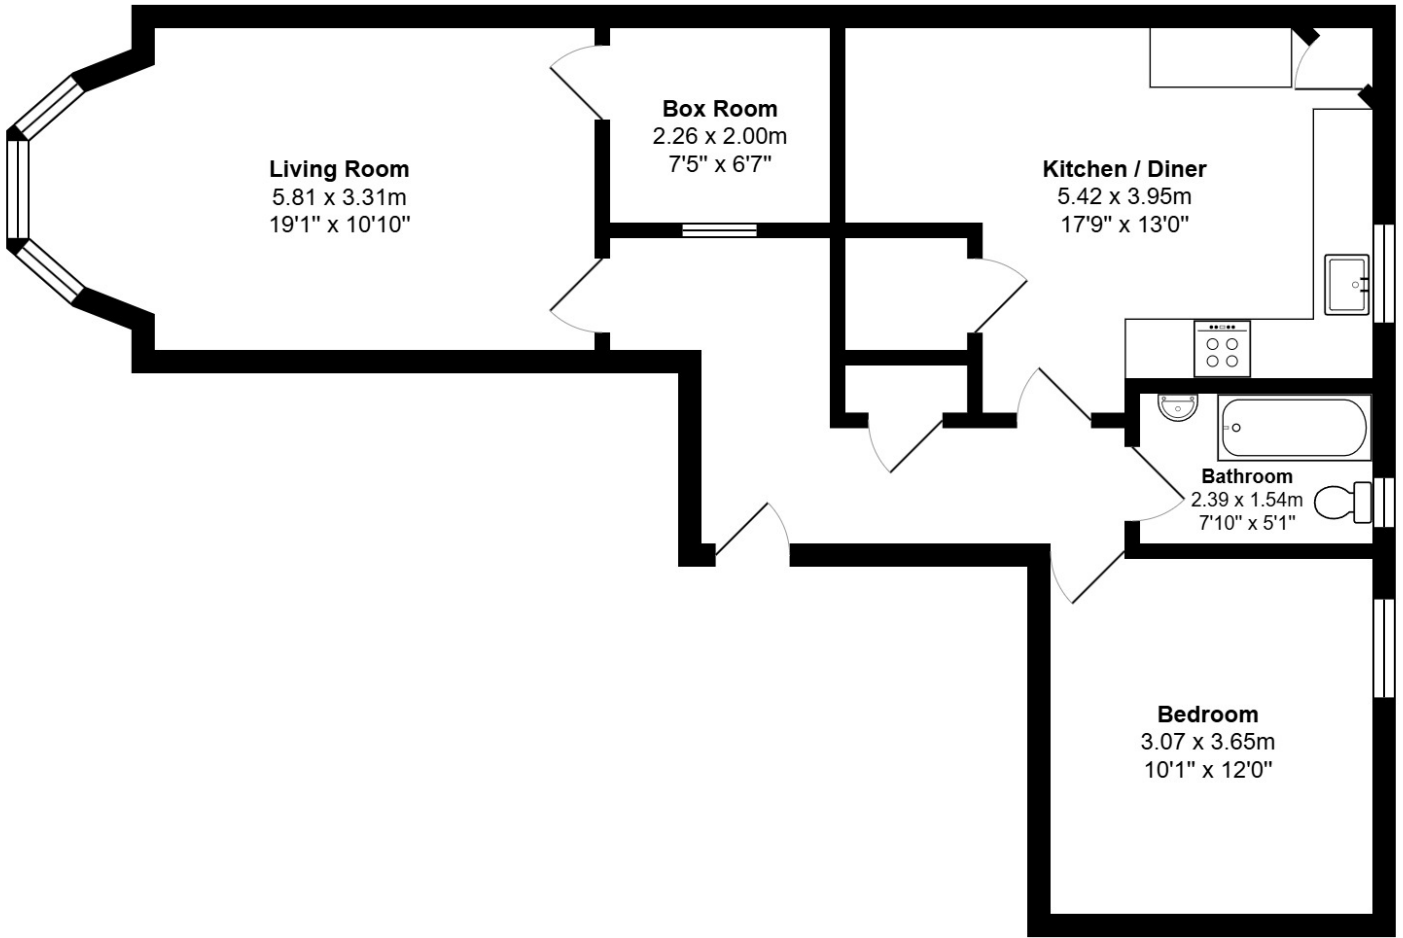 Living Room
5.81 x 3.31m
19'1" x 10'10"
Box Room
2.26 x 2.00m
7'5" x 6'7"
Kitchen / Diner
5.42 x 3.95m
17'9" x 13'0"
Bathroom
2.39 x 1.54m
7'10" x 5'1"
Bedroom
3.07 x 3.65m
10'1" x 12'0"